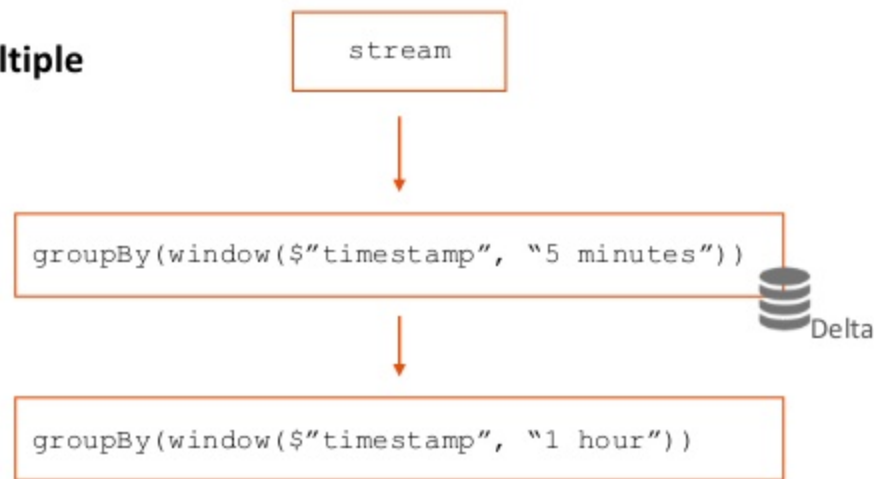 ltiple
stream
groupBy(window($”timestamp”, “5 minutes”))
Delta
groupBy(window($”timestamp”, “1 hour”))